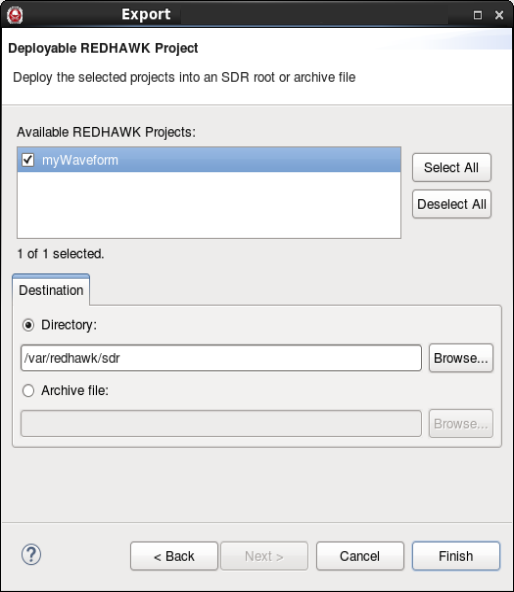 Export
Deployable REDHAWK Project
Deploy the selected projects into an SDR root or archive file
Available REDHAWK Projects:
myWaveform
Select All
Deselect All
1 of 1 selected.
Destination
Directory:
/var/redhawk/sdr
Browse...
Archive file:
Browse...
?
< Back
Next >
Cancel
Finish